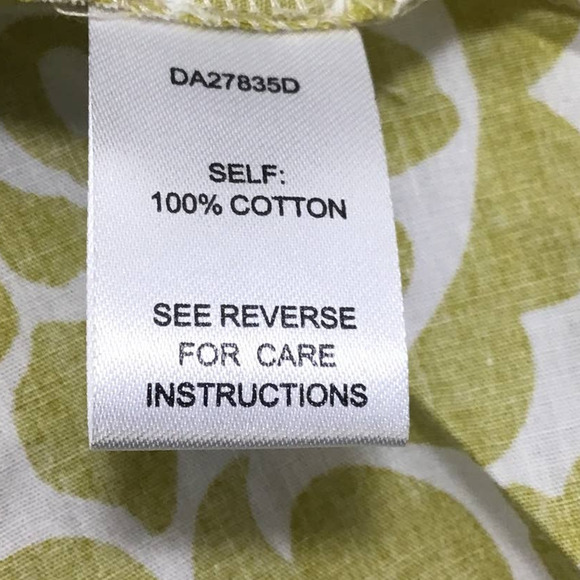 DA27835D
SELF:
100% COTTON
SEE REVERSE
FOR CARE
INSTRUCTIONS